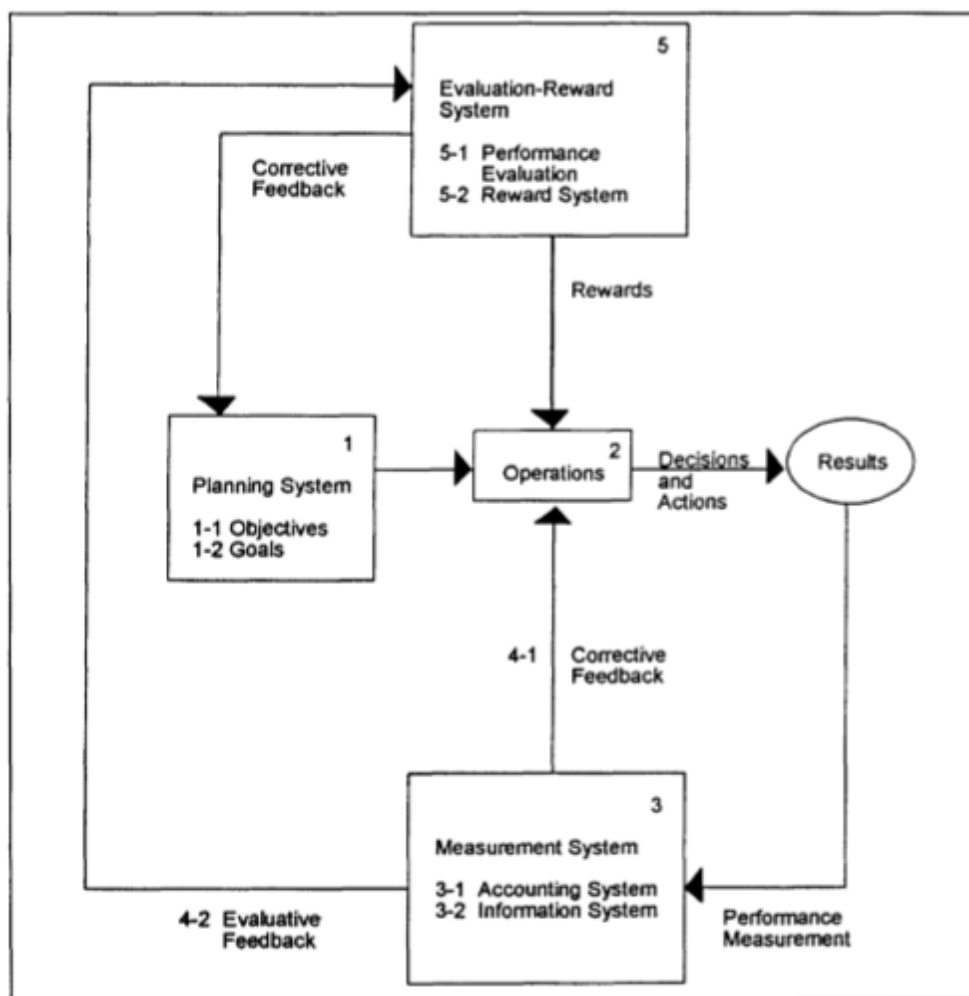 5
Evaluation-Reward
System
5-1 Performance
Evaluation
5-2 Reward System
Corrective
Feedback
Rewards
1
Planning System
1-1 Objectives
1-2 Goals
2
Operations
Decisions
and
Actions
Results
4-1 Corrective
Feedback
3
Measurement System
3-1 Accounting System
3-2 Information System
4-2 Evaluative
Feedback
Performance
Measurement